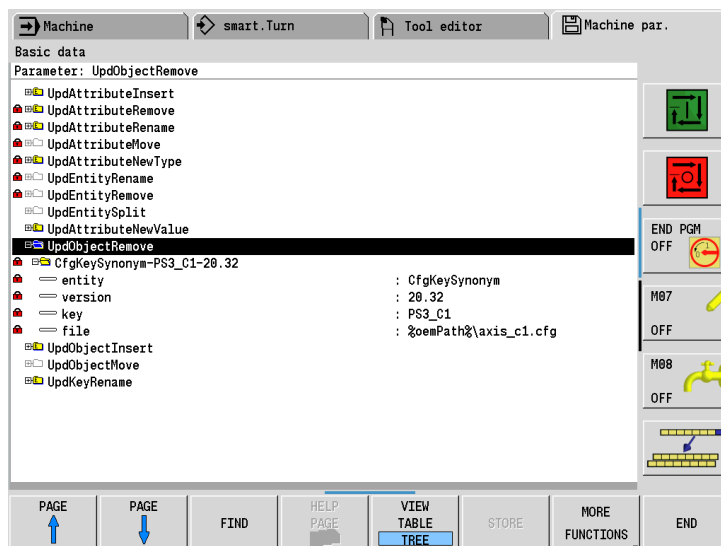 Machine
smart.Turn
Tool editor
Machine par.
Basic data
Parameter: UpdObjectRemove
UpdAttributeInsert
UpdAttributeRemove
UpdAttributeRename
UpdAttributeMove
UpdAttributeNewType
UpdEntityRename
UpdEntityRemove
UpdEntitySplit
UpdAttributeNewValue
UpdObjectRemove
CfgKeySynonym-PS3_C1-20.32
entity : CfgKeySynonym
version : 20.32
key : PS3_C1
file : %oemPath%\axis_c1.cfg
UpdObjectInsert
UpdObjectMove
UpdKeyRename
END PGM
OFF
M07
OFF
M08
OFF
PAGE
PAGE
FIND
HELP
PAGE
VIEW
TABLE
TREE
STORE
MORE
FUNCTIONS
END